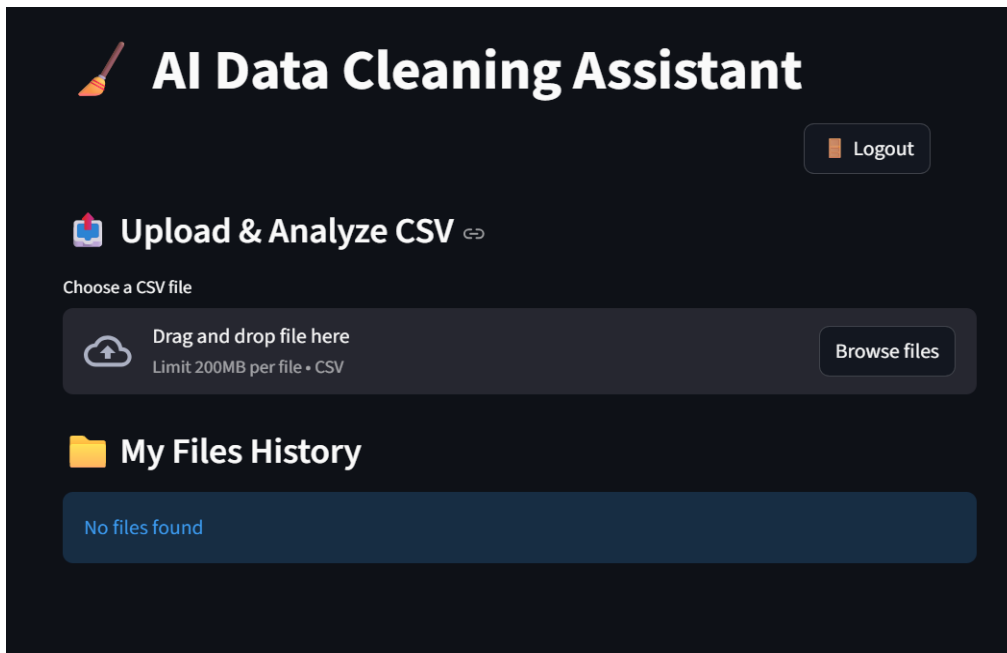 AI Data Cleaning Assistant
Logout
Upload & Analyze CSV
Choose a CSV file
Drag and drop file here
Limit 200MB per file • CSV
Browse files
My Files History
No files found